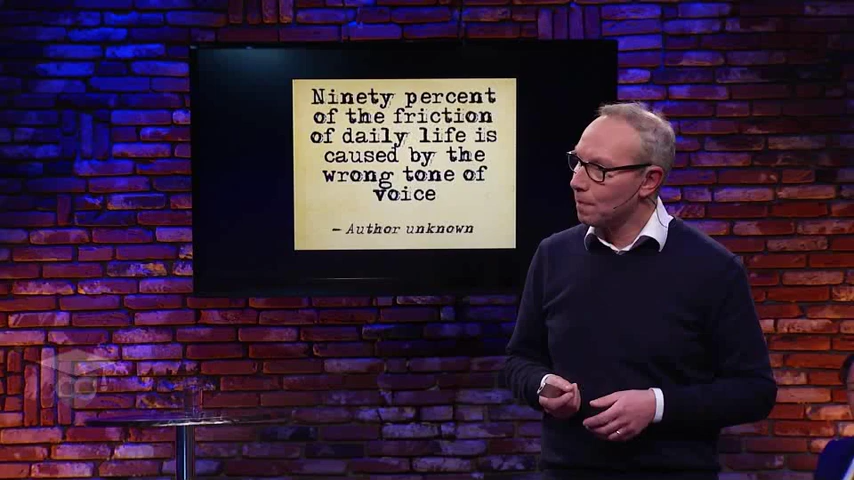 Ninety percent
of the friction
of daily life is
caused by the
wrong tone of
voice
– Author unknown